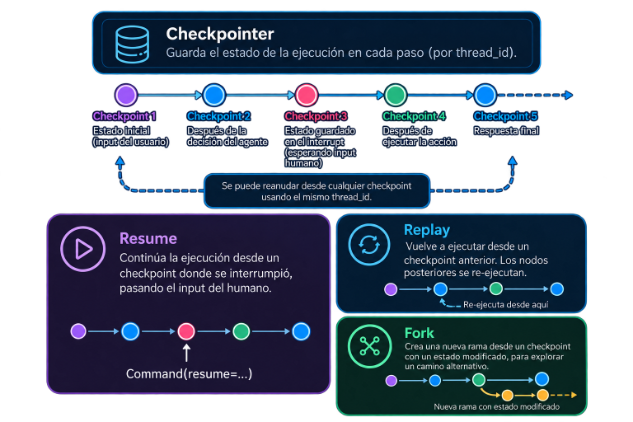 Checkpointer
Guarda el estado de la ejecución en cada paso (por thread_id).
Checkpoint 1
Estado inicial
(input del usuario)
Checkpoint 2
Después de la
decisión del agente
Checkpoint 3
Estado guardado
en el interrupt
(esperando input
humano)
Checkpoint 4
Después de
ejecutar la acción
Checkpoint 5
Respuesta final
Se puede reanudar desde cualquier checkpoint
usando el mismo thread_id.
Resume
Continúa la ejecución desde un
checkpoint donde se interrumpió,
pasando el input del humano.
Command(resume=...)
Replay
Vuelve a ejecutar desde un
checkpoint anterior. Los nodos
posteriores se re-ejecutan.
Re-ejecuta desde aquí
Fork
Crea una nueva rama desde un checkpoint
con un estado modificado, para explorar
un camino alternativo.
Nueva rama con estado modificado